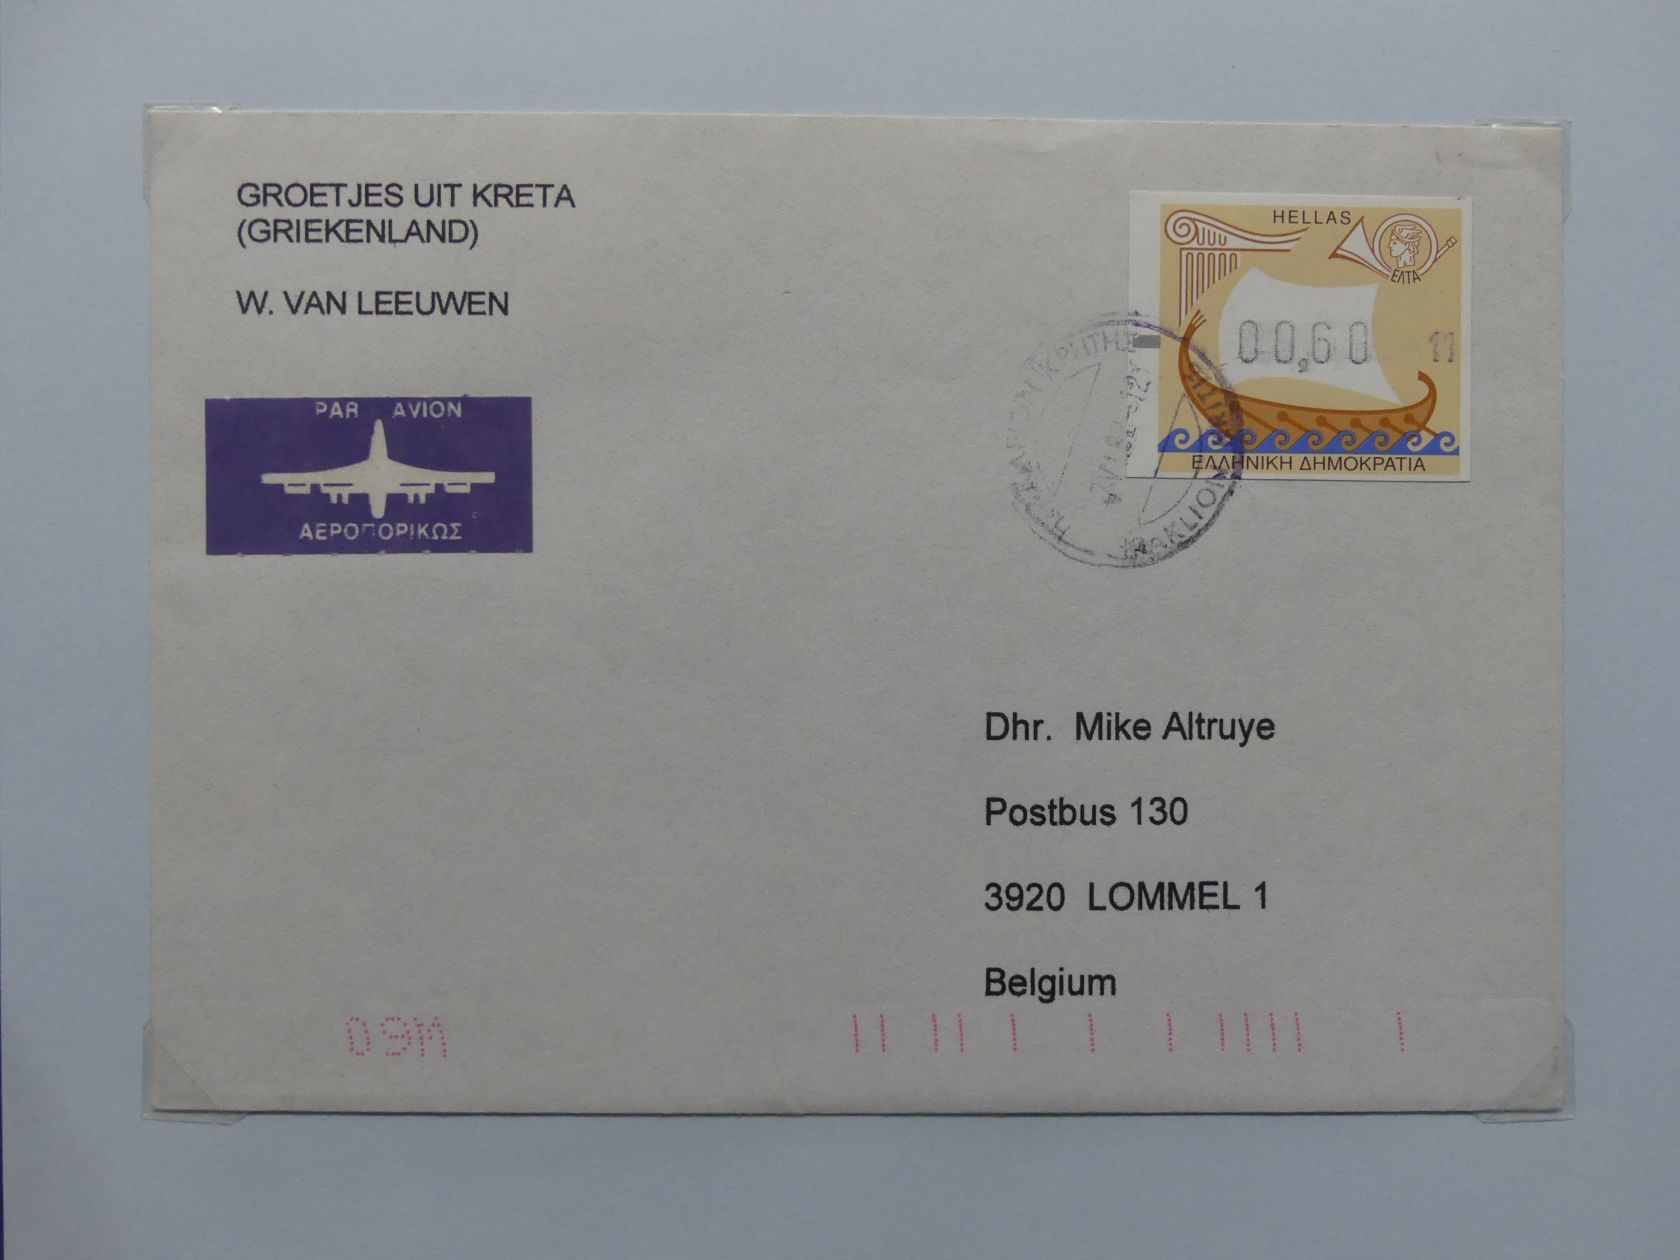 GROETJES UIT KRETA
(GRIEKENLAND)
W. VAN LEEUWEN
PAR AVION
ΑΕΡΟΠΟΡΙΚΩΣ
HELLAS
ΕΛΤΑ
00,60 11
ΕΛΛΗΝΙΚΗ ΔΗΜΟΚΡΑΤΙΑ
Dhr. Mike Altruye
Postbus 130
3920 LOMMEL 1
Belgium